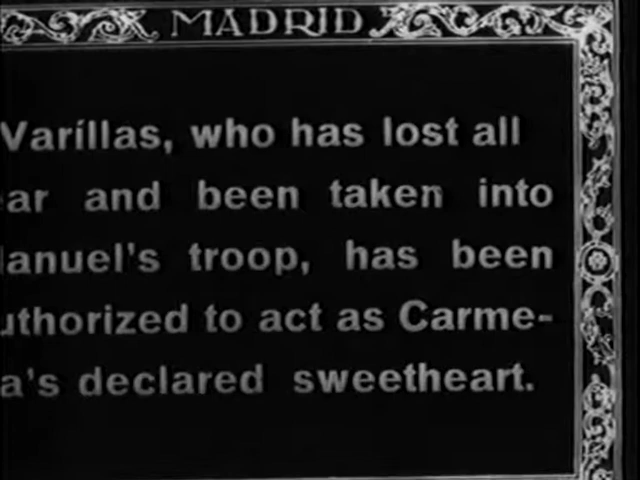 MADRID
Varíllas, who has lost all
ar and been taken into
anuel's troop, has been
uthorized to act as Carme-
a's declared sweetheart.